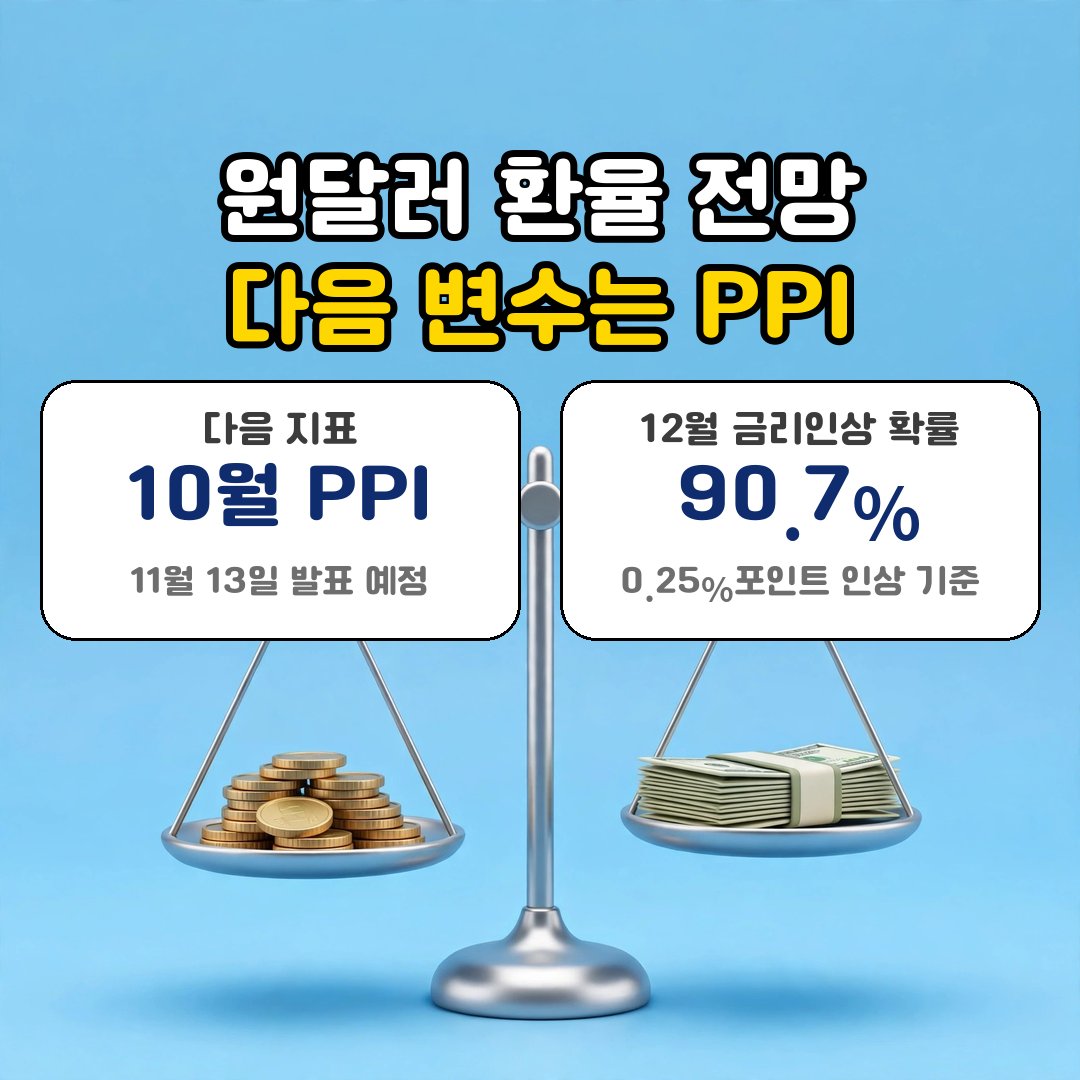 원달러 환율 전망
다음 변수는 PPI
다음 지표
10월 PPI
11월 13일 발표 예정
12월 금리인상 확률
90.7%
0.25%포인트 인상 기준